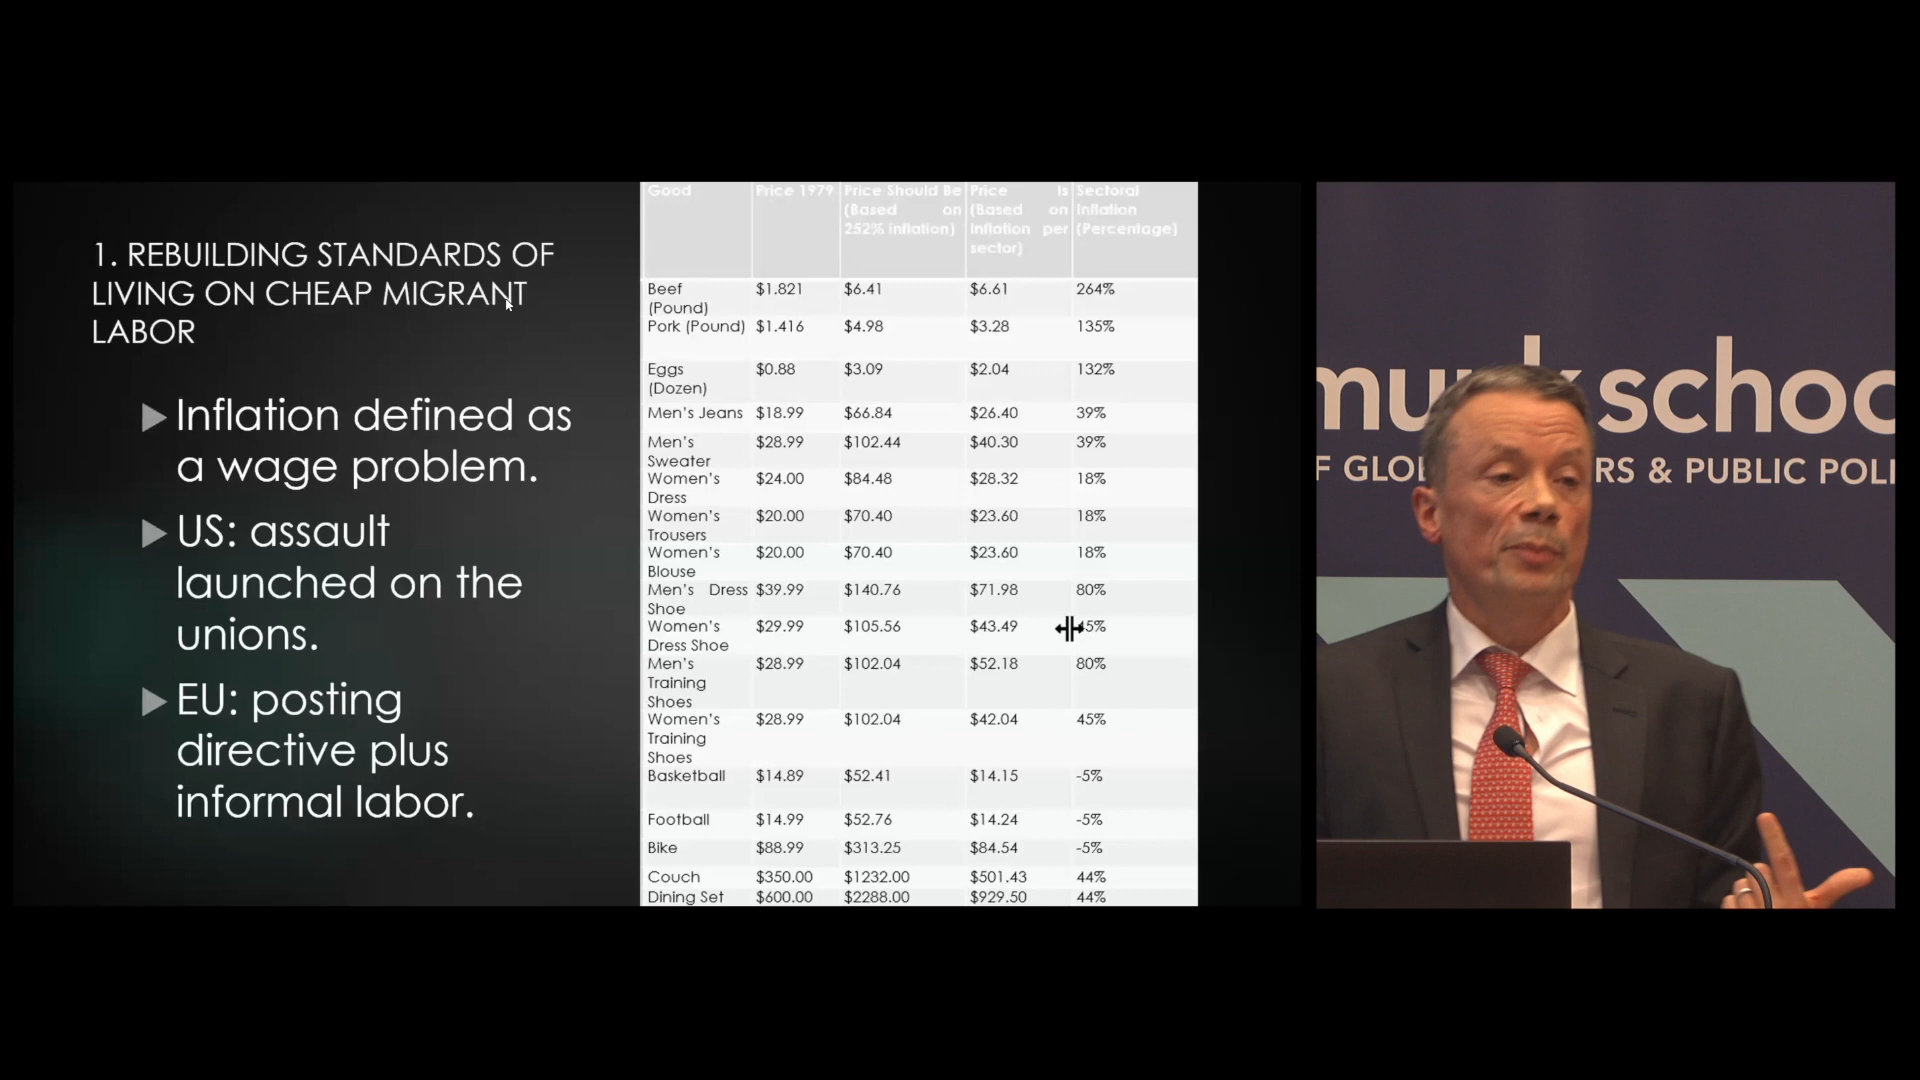 1. REBUILDING STANDARDS OF
LIVING ON CHEAP MIGRANT
LABOR
Inflation defined as
a wage problem.
US: assault
launched on the
unions.
EU: posting
directive plus
informal labor.
Good Price 1979 Price Should Be Price Is Sectoral
(Based on (Based on Inflation
252% Inflation) Inflation per (Percentage)
sector)
Beef $1.821 $6.41 $6.61 264%
(Pound)
Pork (Pound) $1.416 $4.98 $3.28 135%
Eggs $0.88 $3.09 $2.04 132%
(Dozen)
Men's Jeans $18.99 $66.84 $26.40 39%
Men's $28.99 $102.44 $40.30 39%
Sweater
Women's $24.00 $84.48 $28.32 18%
Dress
Women's $20.00 $70.40 $23.60 18%
Trousers
Women's $20.00 $70.40 $23.60 18%
Blouse
Men's Dress $39.99 $140.76 $71.98 80%
Shoe
Women's $29.99 $105.56 $43.49 45%
Dress Shoe
Men's $28.99 $102.04 $52.18 80%
Training
Shoes
Women's $28.99 $102.04 $42.04 45%
Training
Shoes
Basketball $14.89 $52.41 $14.15 -5%
Football $14.99 $52.76 $14.24 -5%
Bike $88.99 $313.25 $84.54 -5%
Couch $350.00 $1232.00 $501.43 44%
Dining Set $600.00 $2288.00 $929.50 44%
mu k schoo
F GLO RS & PUBLIC POLI